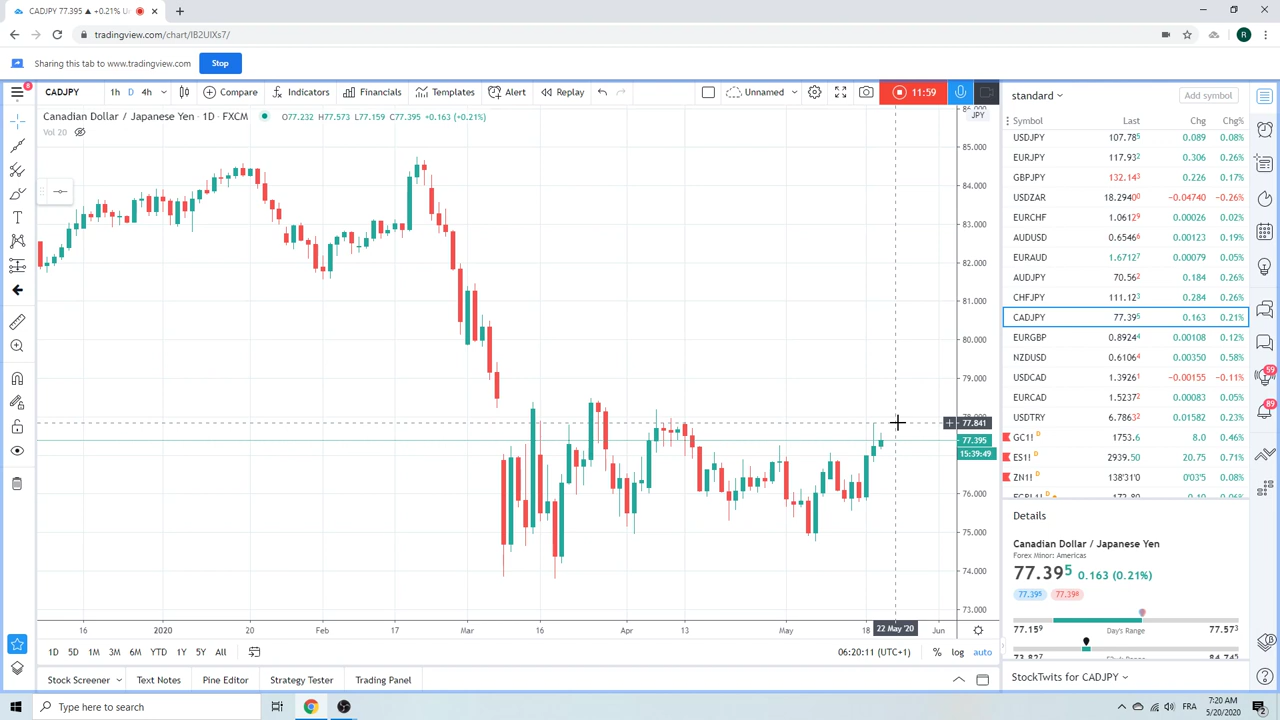 CADJPY 77.395 ▲ +0.21% U
tradingview.com/chart/IB2UIXs7/
R
Sharing this tab to www.tradingview.com
Stop
8
CADJPY
1h
D
4h
Compare
Indicators
Financials
Templates
Alert
Replay
Unnamed
11:59
standard
Add symbol
Canadian Dollar / Japanese Yen · 1D · FXCM
O77.232 H77.573 L77.159 C77.395 +0.163 (+0.21%)
Vol 20
JPY
86.000
85.000
84.000
83.000
82.000
81.000
80.000
79.000
78.000
77.841
77.395
15:39:49
76.000
75.000
74.000
73.000
Symbol Last Chg Chg%
USDJPY 107.785 0.089 0.08%
EURJPY 117.932 0.306 0.26%
GBPJPY 132.143 0.226 0.17%
USDZAR 18.29400 −0.04740 −0.26%
EURCHF 1.06129 0.00026 0.02%
AUDUSD 0.65466 0.00123 0.19%
EURAUD 1.67127 0.00079 0.05%
AUDJPY 70.562 0.184 0.26%
CHFJPY 111.123 0.284 0.26%
CADJPY 77.395 0.163 0.21%
EURGBP 0.89244 0.00108 0.12%
NZDUSD 0.61064 0.00350 0.58%
USDCAD 1.39261 −0.00155 −0.11%
EURCAD 1.52372 0.00083 0.05%
USDTRY 6.78632 0.01582 0.23%
GC1! D 1753.6 8.0 0.46%
ES1! D 2939.50 20.75 0.71%
ZN1! D 138'31'0 0'03'5 0.08%
59
89
Details
Canadian Dollar / Japanese Yen
Forex Minor: Americas
77.395 0.163 (0.21%)
77.395 77.398
77.159 Day's Range 77.573
73.827 52wk Range 84.745
StockTwits for CADJPY
16 2020 20 Feb 17 Mar 16 Apr 13 May 18 22 May '20 Jun
1D 5D 1M 3M 6M YTD 1Y 5Y All
06:20:11 (UTC+1)
% log auto
Stock Screener Text Notes Pine Editor Strategy Tester Trading Panel
Type here to search
FRA
7:20 AM
5/20/2020
2